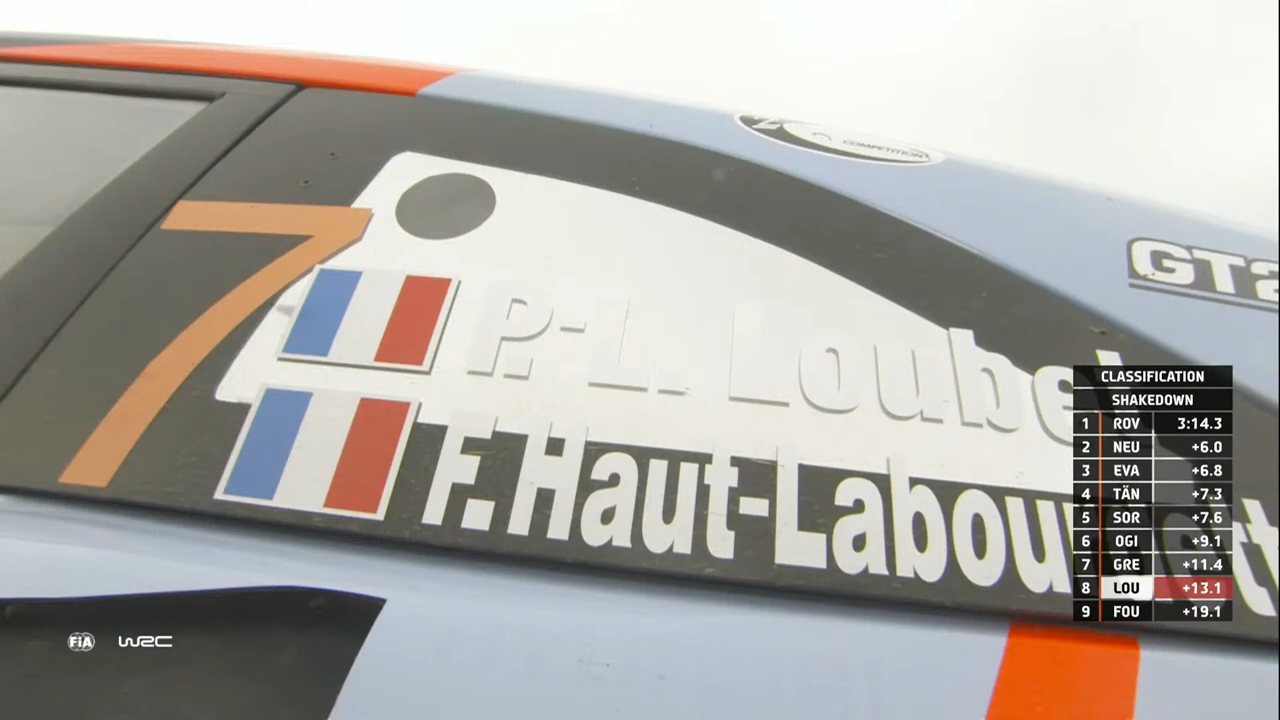 COMPETITION
GT2
7
P.-L. Loubet
F. Haut-Labourdette
CLASSIFICATION
SHAKEDOWN
1 ROV 3:14.3
2 NEU +6.0
3 EVA +6.8
4 TÄN +7.3
5 SOR +7.6
6 OGI +9.1
7 GRE +11.4
8 LOU +13.1
9 FOU +19.1
FIA WRC